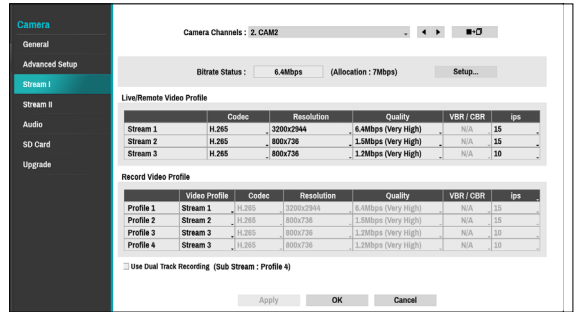 Camera
General
Advanced Setup
Stream I
Stream II
Audio
SD Card
Upgrade
Camera Channels : 2. CAM2
Bitrate Status : 6.4Mbps (Allocation : 7Mbps) Setup...
Live/Remote Video Profile
Codec Resolution Quality VBR / CBR ips
Stream 1 H.265 3200x2944 6.4Mbps (Very High) N/A 15
Stream 2 H.265 800x736 1.5Mbps (Very High) N/A 15
Stream 3 H.265 800x736 1.2Mbps (Very High) N/A 10
Record Video Profile
Video Profile Codec Resolution Quality VBR / CBR ips
Profile 1 Stream 1 H.265 3200x2944 6.4Mbps (Very High) N/A 15
Profile 2 Stream 2 H.265 800x736 1.5Mbps (Very High) N/A 15
Profile 3 Stream 3 H.265 800x736 1.2Mbps (Very High) N/A 10
Profile 4 Stream 3 H.265 800x736 1.2Mbps (Very High) N/A 10
Use Dual Track Recording (Sub Stream : Profile 4)
Apply OK Cancel